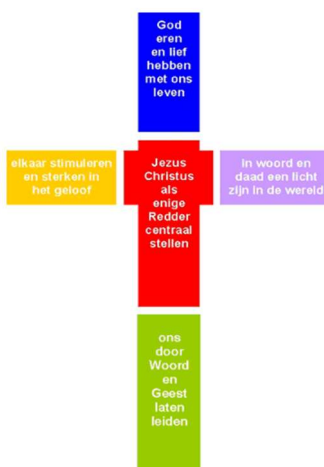 God
eren
en lief
hebben
met ons
leven
elkaar stimuleren
en sterken in
het geloof
Jezus
Christus
als
enige
Redder
centraal
stellen
in woord en
daad een licht
zijn in de wereld
ons
door
Woord
en
Geest
laten
leiden